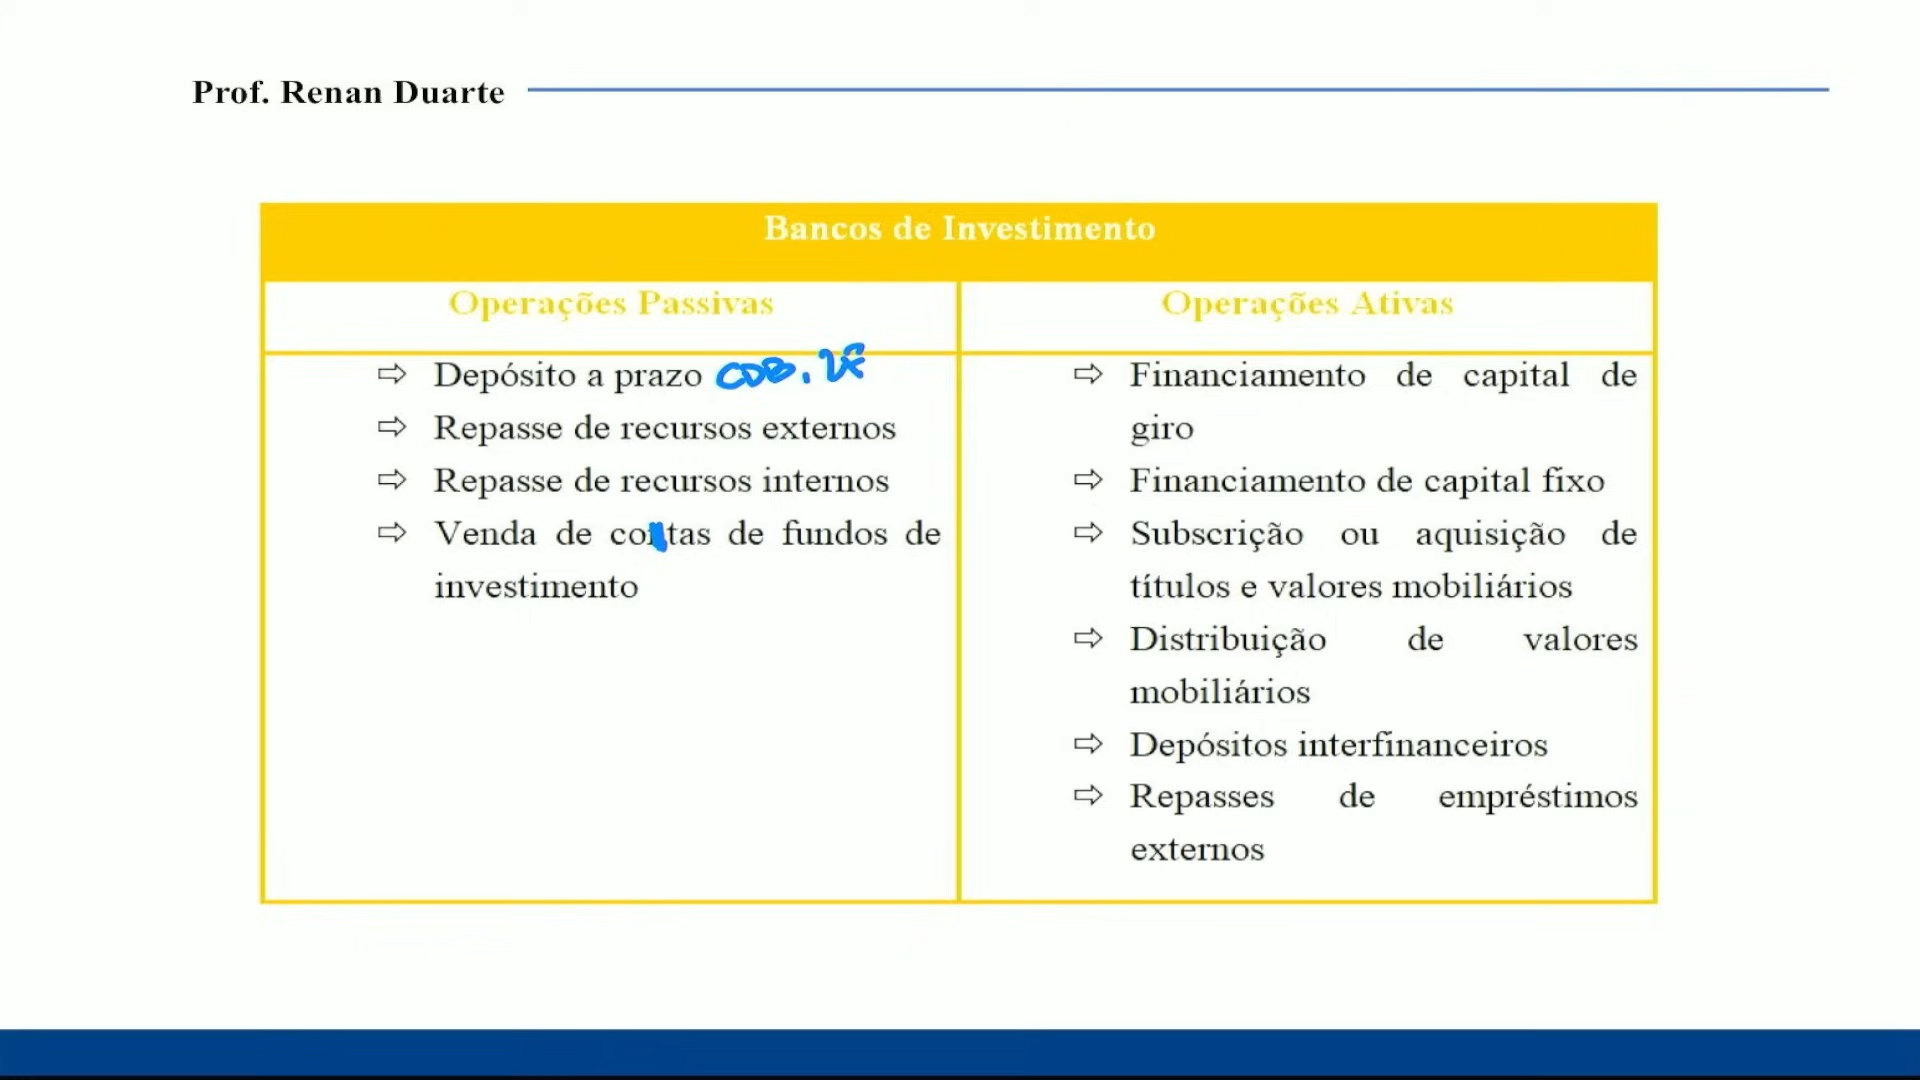 Prof. Renan Duarte
Bancos de Investimento
Operações Passivas
⇨ Depósito a prazo CDB.
⇨ Repasse de recursos externos
⇨ Repasse de recursos internos
⇨ Venda de cotas de fundos de
investimento
Operações Ativas
⇨ Financiamento de capital de
giro
⇨ Financiamento de capital fixo
⇨ Subscrição ou aquisição de
títulos e valores mobiliários
⇨ Distribuição de valores
mobiliários
⇨ Depósitos interfinanceiros
⇨ Repasses de empréstimos
externos